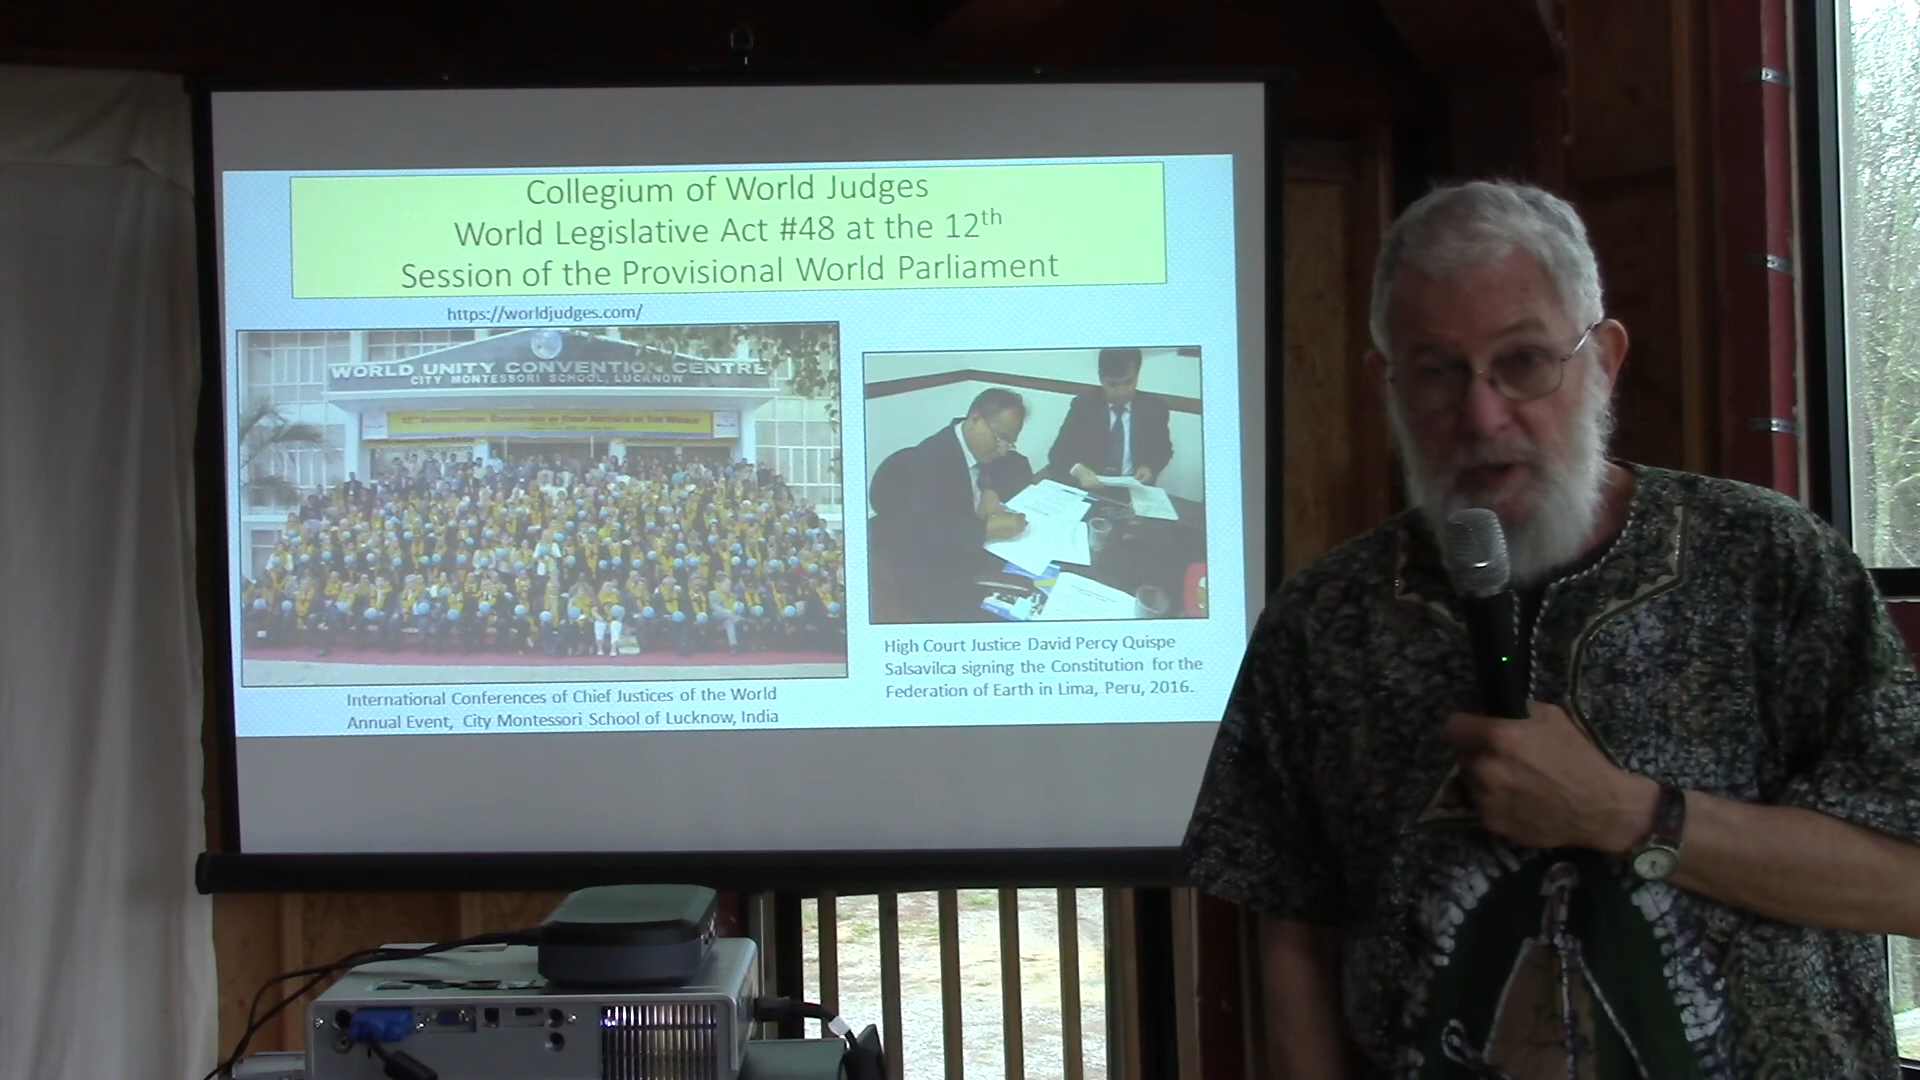 Collegium of World Judges
World Legislative Act #48 at the 12th
Session of the Provisional World Parliament
https://worldjudges.com/
WORLD UNITY CONVENTION CENTRE
CITY MONTESSORI SCHOOL, LUCKNOW
International Conferences of Chief Justices of the World
Annual Event, City Montessori School of Lucknow, India
High Court Justice David Percy Quispe
Salsavilca signing the Constitution for the
Federation of Earth in Lima, Peru, 2016.